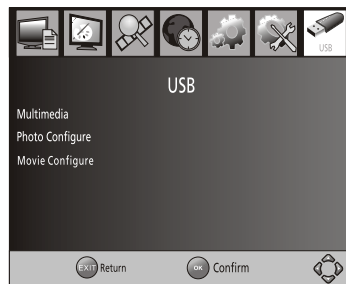 USB
USB
Multimedia
Photo Configure
Movie Configure
EXIT Return
OK Confirm